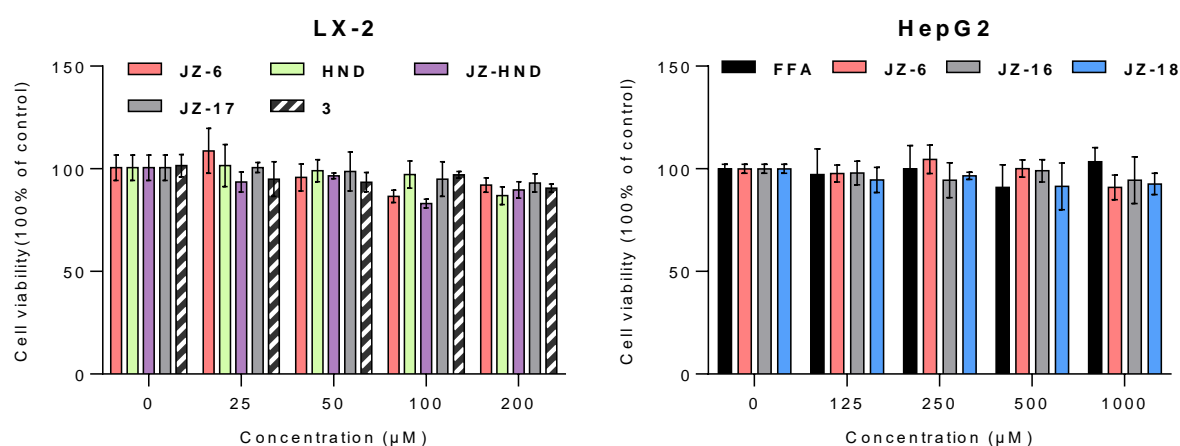 LX-2
JZ-6 HND JZ-HND
JZ-17 3
Cell viability(100% of control)
150
100
50
0
0 25 50 100 200
Concentration (μM)
HepG2
FFA JZ-6 JZ-16 JZ-18
Cell viability (100% of control)
150
100
50
0
0 125 250 500 1000
Concentration (μM)